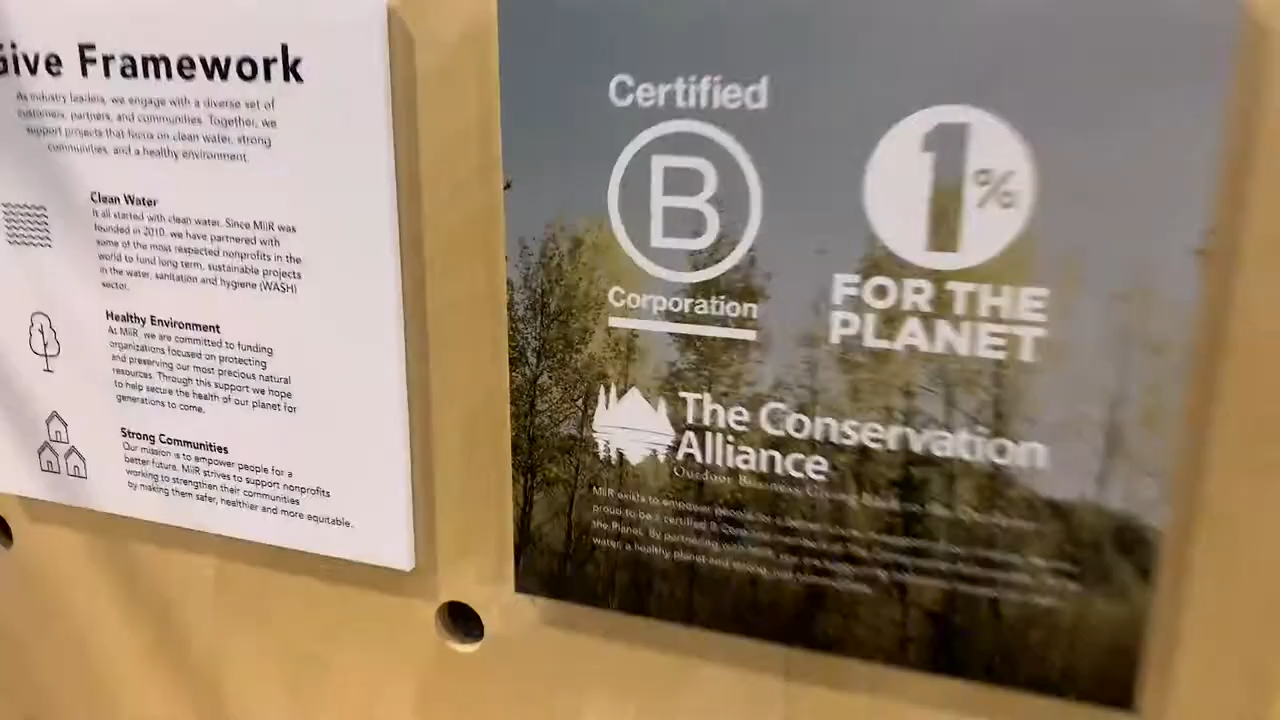 Give Framework
As industry leaders, we engage with a diverse set of
customers, partners, and communities. Together, we
support projects that focus on clean water, strong
communities, and a healthy environment.
Clean Water
It all started with clean water. Since MiiR was
founded in 2010, we have partnered with
some of the most respected nonprofits in the
world to fund long term, sustainable projects
in the water, sanitation and hygiene (WASH)
sector.
Healthy Environment
At MiiR, we are committed to funding
organizations focused on protecting
and preserving our most precious natural
resources. Through this support we hope
to help secure the health of our planet for
generations to come.
Strong Communities
Our mission is to empower people for a
better future. MiiR strives to support nonprofits
working to strengthen their communities
by making them safer, healthier and more equitable.
Certified
B
Corporation
1%
FOR THE
PLANET
The Conservation
Alliance
Outdoor Business Giving
MiiR exists to empower people for a better
proud to be a certified B Corporation
the Planet. By partnering with
water, a healthy planet and strong